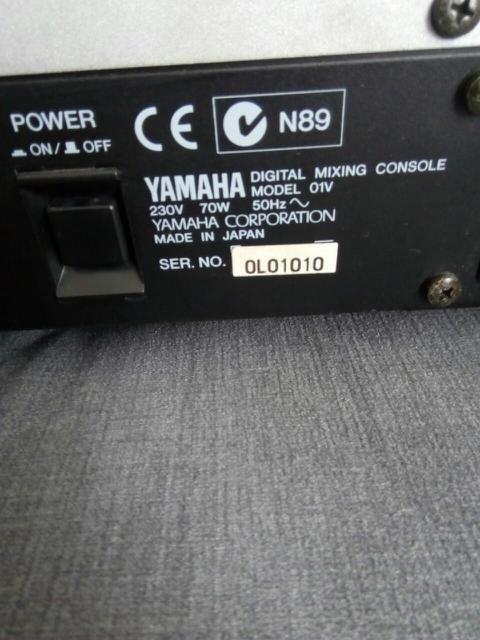 POWER
ON / OFF
CE N89
YAMAHA DIGITAL MIXING CONSOLE
MODEL 01V
230V 70W 50Hz ~
YAMAHA CORPORATION
MADE IN JAPAN
SER. NO. OL01010